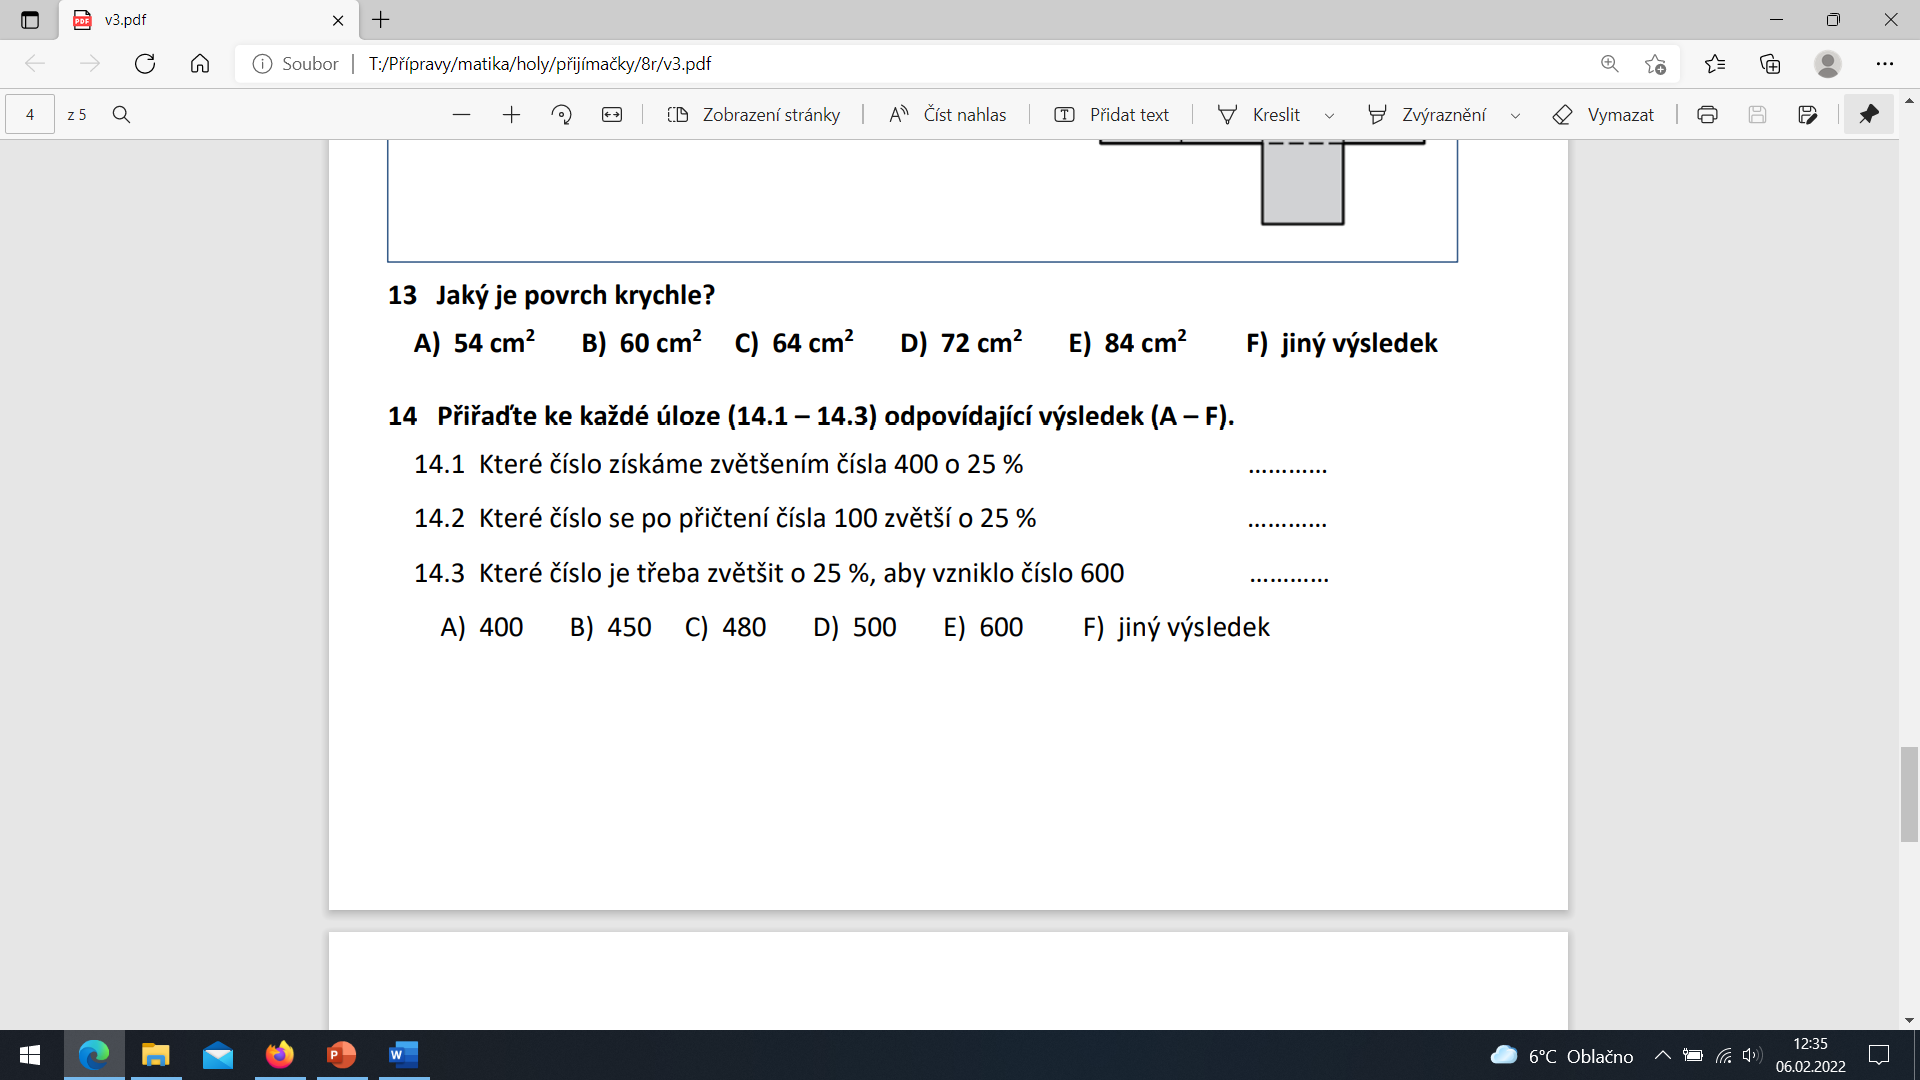 v3.pdf
Soubor T:/Přípravy/matika/holy/přijímačky/8r/v3.pdf
4 z 5 Zobrazení stránky Číst nahlas Přidat text Kreslit Zvýraznění Vymazat
13 Jaký je povrch krychle?
A) 54 cm² B) 60 cm² C) 64 cm² D) 72 cm² E) 84 cm² F) jiný výsledek
14 Přiřaďte ke každé úloze (14.1 – 14.3) odpovídající výsledek (A – F).
14.1 Které číslo získáme zvětšením čísla 400 o 25 % …………
14.2 Které číslo se po přičtení čísla 100 zvětší o 25 % …………
14.3 Které číslo je třeba zvětšit o 25 %, aby vzniklo číslo 600 …………
A) 400 B) 450 C) 480 D) 500 E) 600 F) jiný výsledek
6°C Oblačno
12:35
06.02.2022